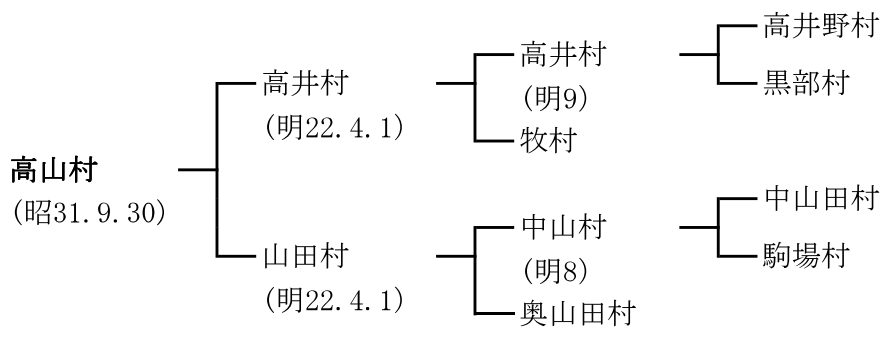 高山村
(昭31.9.30)
高井村
(明22.4.1)
山田村
(明22.4.1)
高井村
(明9)
牧村
中山村
(明8)
奥山田村
高井野村
黒部村
中山田村
駒場村